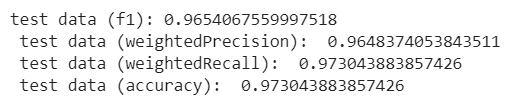 test data (f1): 0.9654067559997518
test data (weightedPrecision):  0.9648374053843511
test data (weightedRecall):  0.973043883857426
test data (accuracy):  0.973043883857426